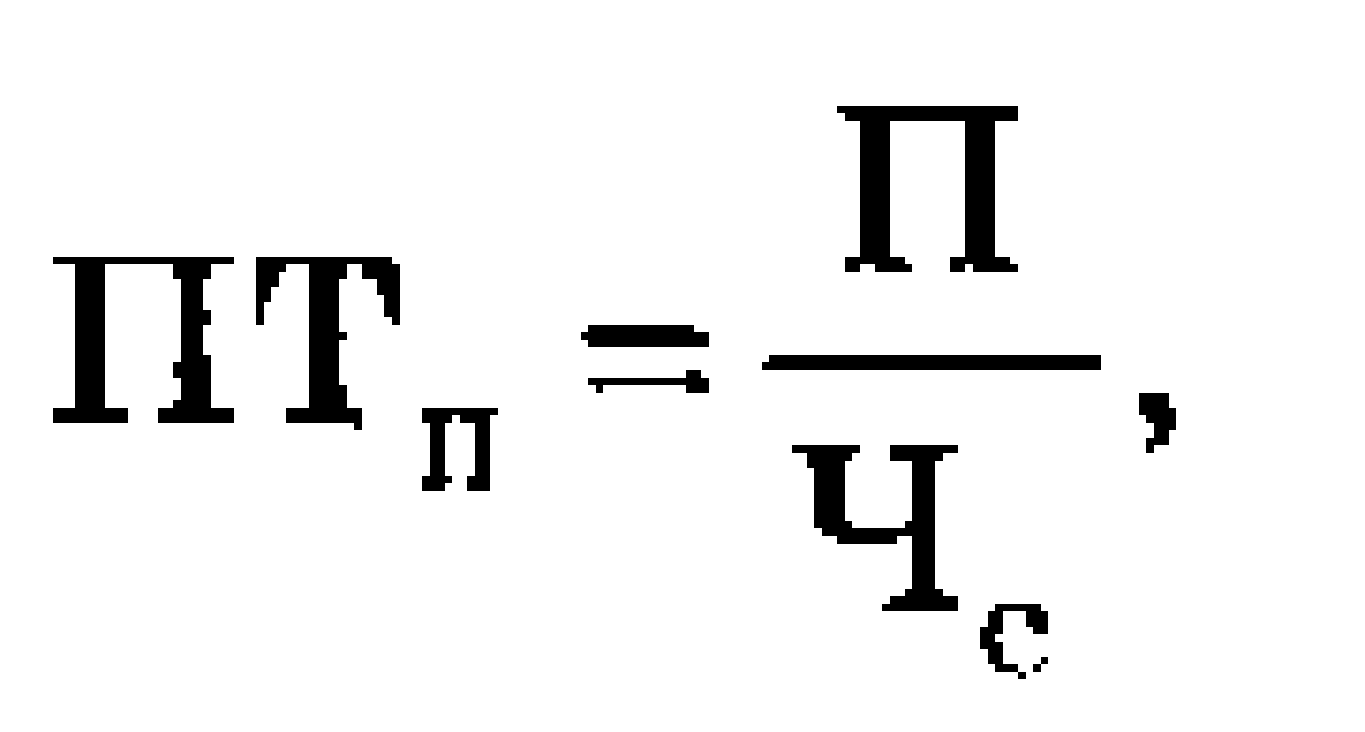 ПТп = П / Чс,